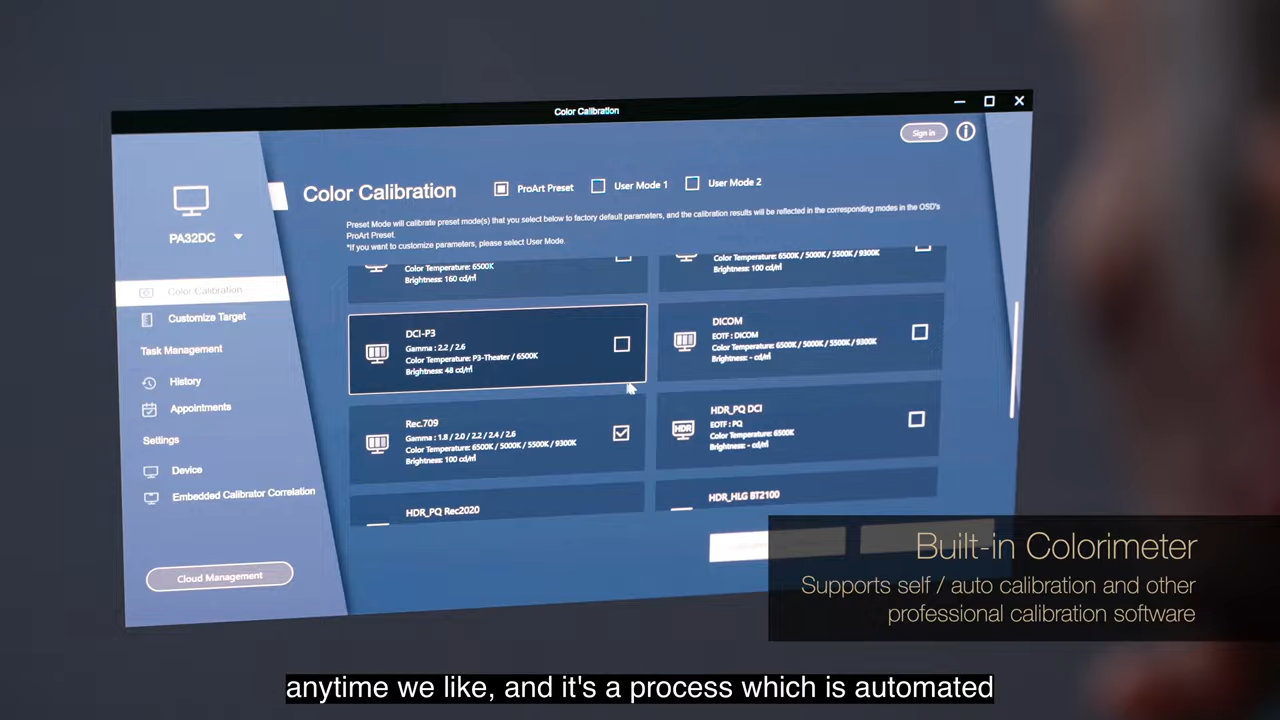 Color Calibration
Sign in
PA32DC
Color Calibration
ProArt Preset
User Mode 1
User Mode 2
Preset Mode will calibrate preset mode(s) that you select below to factory default parameters, and the calibration results will be reflected in the corresponding modes in the OSD's
ProArt Preset.
*If you want to customize parameters, please select User Mode.
Color Calibration
Customize Target
Task Management
History
Appointments
Settings
Device
Embedded Calibrator Correlation
Cloud Management
Color Temperature: 6500K
Brightness: 160 cd/㎡
Color Temperature: 6500K / 5000K / 5500K / 9300K
Brightness: 100 cd/㎡
DCI-P3
Gamma : 2.2 / 2.6
Color Temperature: P3-Theater / 6500K
Brightness: 48 cd/㎡
DICOM
EOTF : DICOM
Color Temperature: 6500K / 5000K / 5500K / 9300K
Brightness: - cd/㎡
Rec.709
Gamma : 1.8 / 2.0 / 2.2 / 2.4 / 2.6
Color Temperature: 6500K / 5000K / 5500K / 9300K
Brightness: 100 cd/㎡
HDR
HDR_PQ DCI
EOTF : PQ
Color Temperature: 6500K
Brightness: - cd/㎡
HDR_PQ Rec2020
HDR_HLG BT2100
Built-in Colorimeter
Supports self / auto calibration and other
professional calibration software
anytime we like, and it's a process which is automated